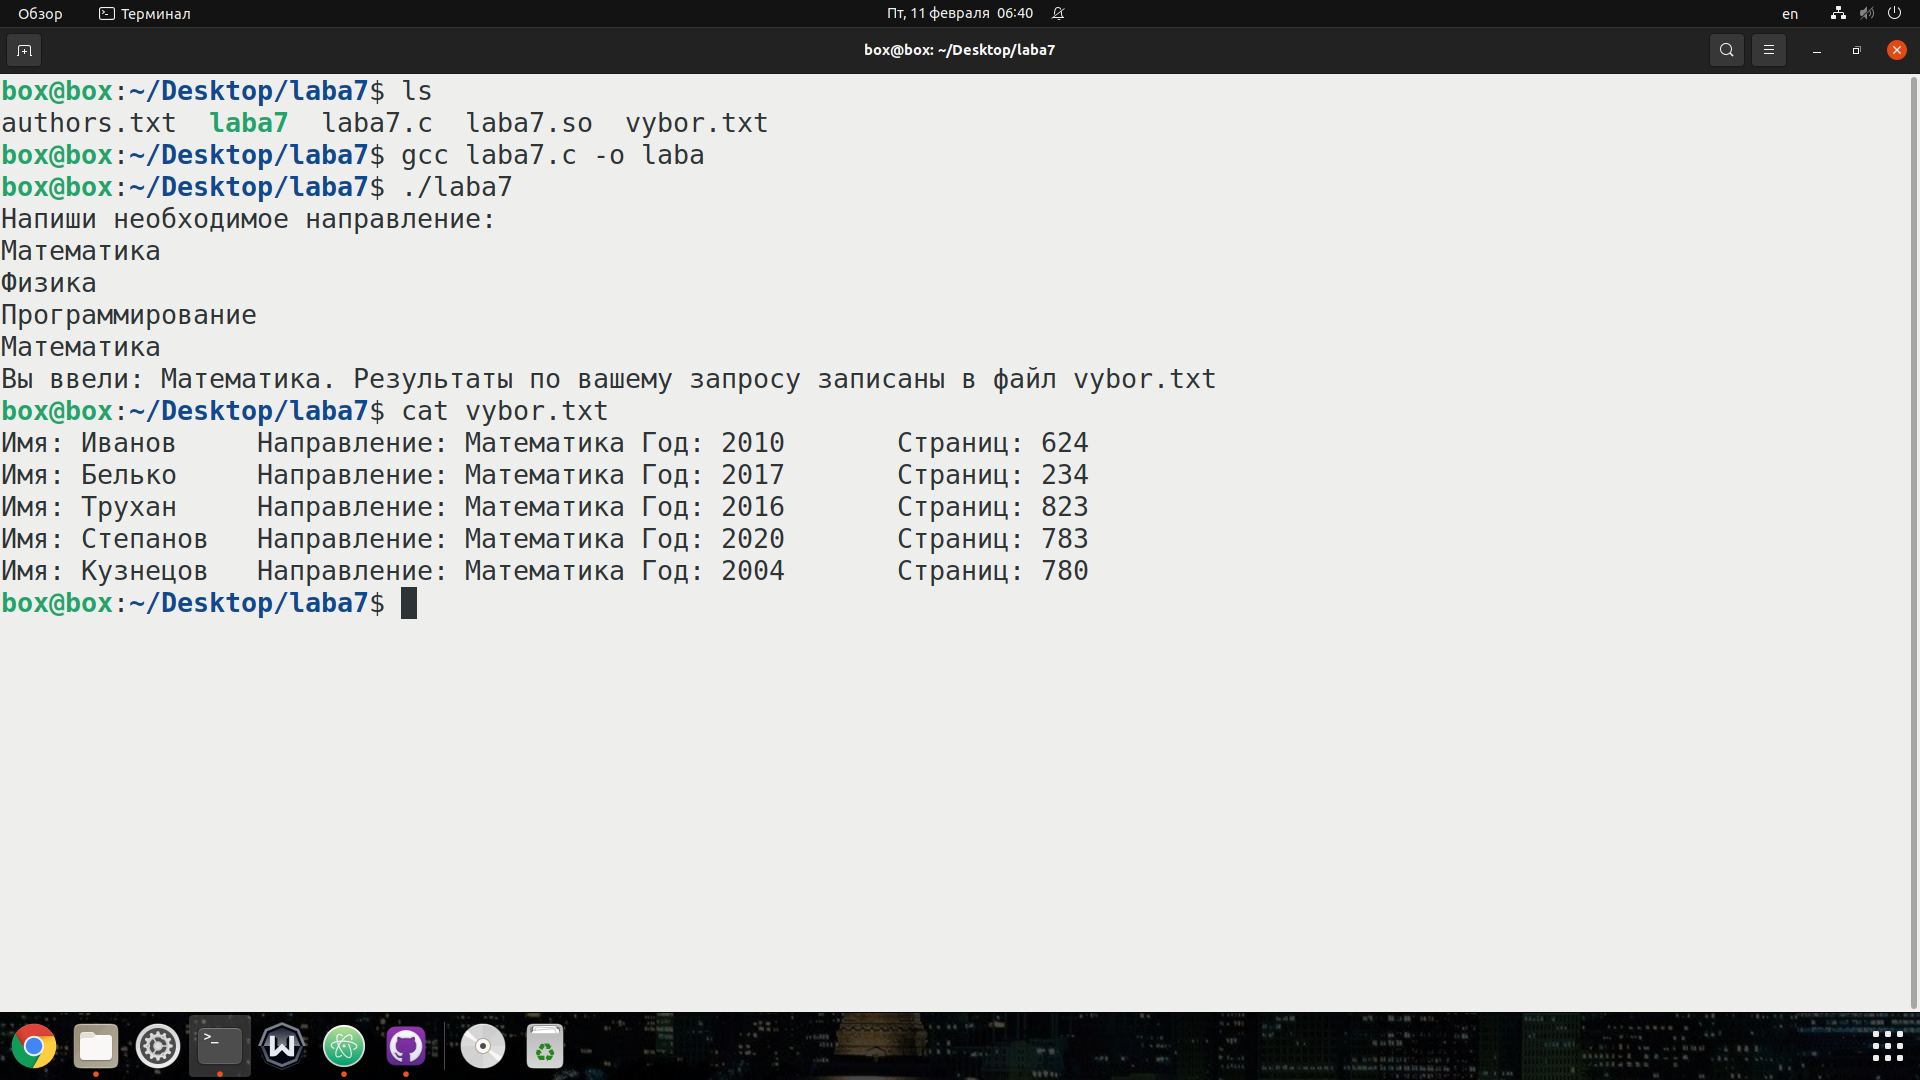 Обзор Терминал Пт, 11 февраля 06:40 en
box@box: ~/Desktop/laba7
box@box:~/Desktop/laba7$ ls
authors.txt laba7 laba7.c laba7.so vybor.txt
box@box:~/Desktop/laba7$ gcc laba7.c -o laba
box@box:~/Desktop/laba7$ ./laba7
Напиши необходимое направление:
Математика
Физика
Программирование
Математика
Вы ввели: Математика. Результаты по вашему запросу записаны в файл vybor.txt
box@box:~/Desktop/laba7$ cat vybor.txt
Имя: Иванов Направление: Математика Год: 2010 Страниц: 624
Имя: Белько Направление: Математика Год: 2017 Страниц: 234
Имя: Трухан Направление: Математика Год: 2016 Страниц: 823
Имя: Степанов Направление: Математика Год: 2020 Страниц: 783
Имя: Кузнецов Направление: Математика Год: 2004 Страниц: 780
box@box:~/Desktop/laba7$